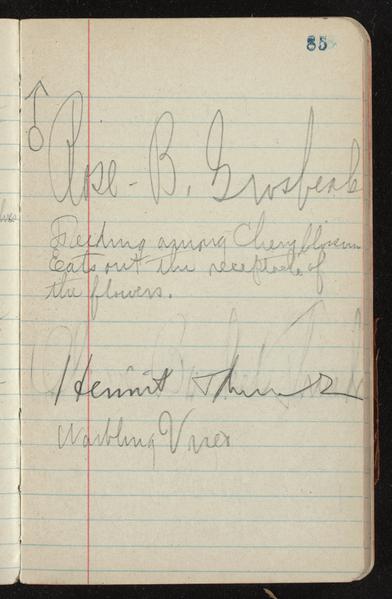 85
♂
Rose-B. Grosbeak
Feeding among Cherry blossom
Eats out the receptacle of
the flowers.
Hermit Thrush
Warbling Vireo